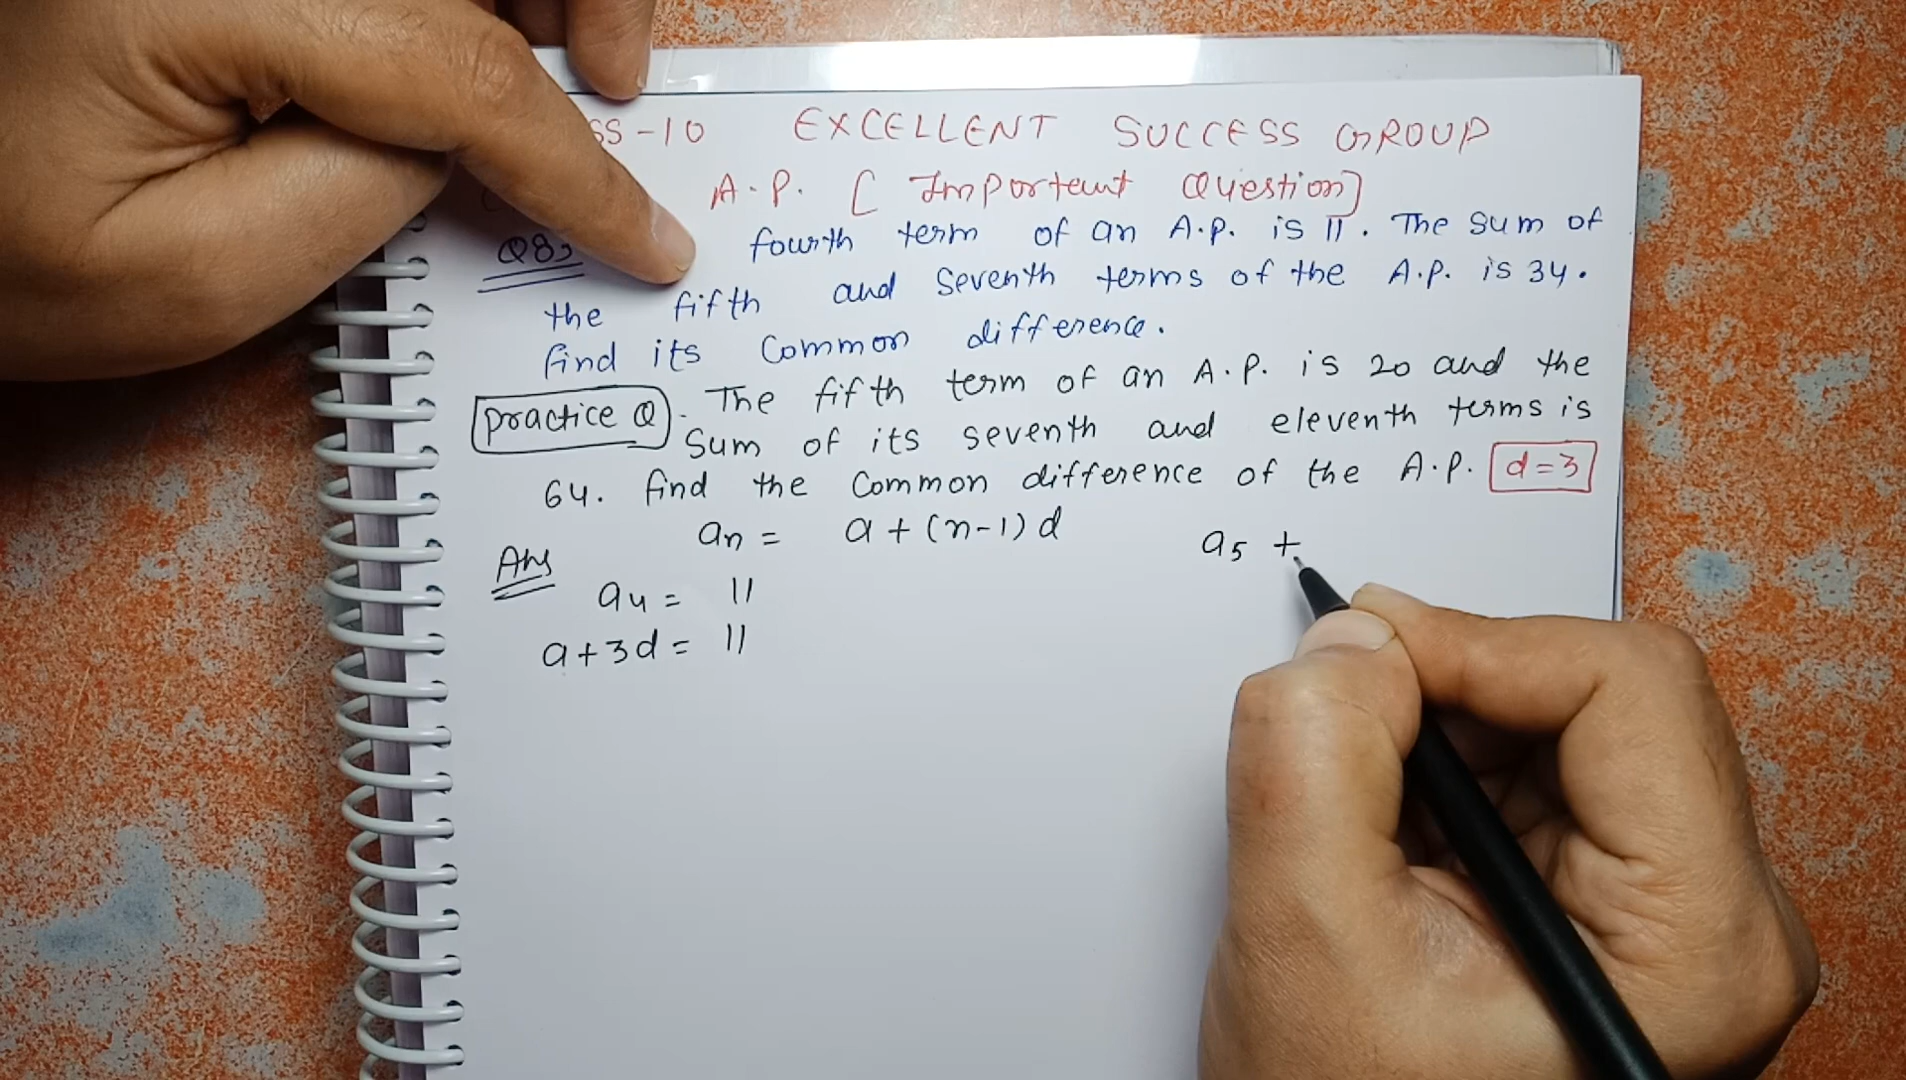 SS-10 EXCELLENT SUCCESS GROUP
A.P. [Important Question]
Q8, fourth term of an A.P. is 11. The sum of
the fifth and seventh terms of the A.P. is 34.
find its common difference.
practice Q. The fifth term of an A.P. is 20 and the
sum of its seventh and eleventh terms is
64. find the common difference of the A.P. d=3
Ans an = a+(n-1)d a5 +
a4 = 11
a+3d = 11